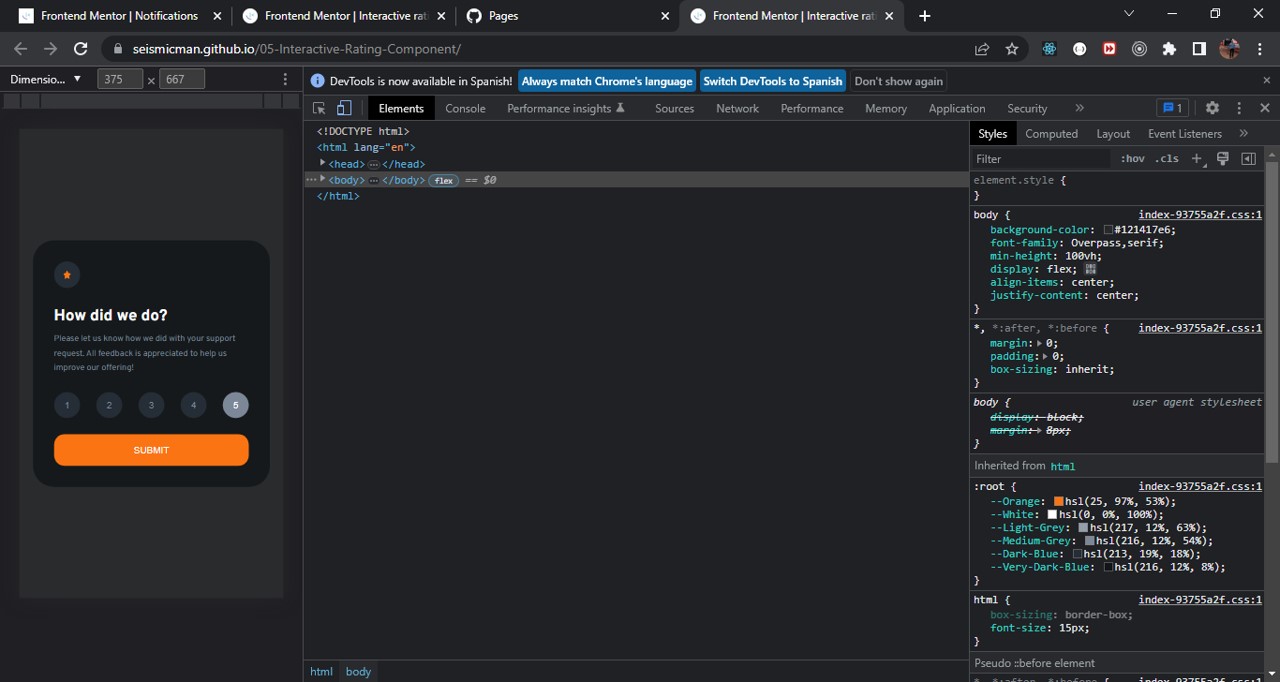 Frontend Mentor | Notifications
Frontend Mentor | Interactive rat
Pages
Frontend Mentor | Interactive rat
seismicman.github.io/05-Interactive-Rating-Component/
Dimensio...
375
×
667
DevTools is now available in Spanish!
Always match Chrome's language
Switch DevTools to Spanish
Don't show again
Elements
Console
Performance insights
Sources
Network
Performance
Memory
Application
Security
1
<!DOCTYPE html>
<html lang="en">
<head>…</head>
<body>…</body> flex == $0
</html>
How did we do?
Please let us know how we did with your support
request. All feedback is appreciated to help us
improve our offering!
1 2 3 4 5
SUBMIT
Styles
Computed
Layout
Event Listeners
Filter
:hov .cls
element.style {
}
body { index-93755a2f.css:1
background-color: #121417e6;
font-family: Overpass,serif;
min-height: 100vh;
display: flex;
align-items: center;
justify-content: center;
}
*, *:after, *:before { index-93755a2f.css:1
margin: 0;
padding: 0;
box-sizing: inherit;
}
body { user agent stylesheet
display: block;
margin: 8px;
}
Inherited from html
:root { index-93755a2f.css:1
--Orange: hsl(25, 97%, 53%);
--White: hsl(0, 0%, 100%);
--Light-Grey: hsl(217, 12%, 63%);
--Medium-Grey: hsl(216, 12%, 54%);
--Dark-Blue: hsl(213, 19%, 18%);
--Very-Dark-Blue: hsl(216, 12%, 8%);
}
html { index-93755a2f.css:1
box-sizing: border-box;
font-size: 15px;
}
Pseudo ::before element
*, *:after, *:before { index-93755a2f.css:1
html
body